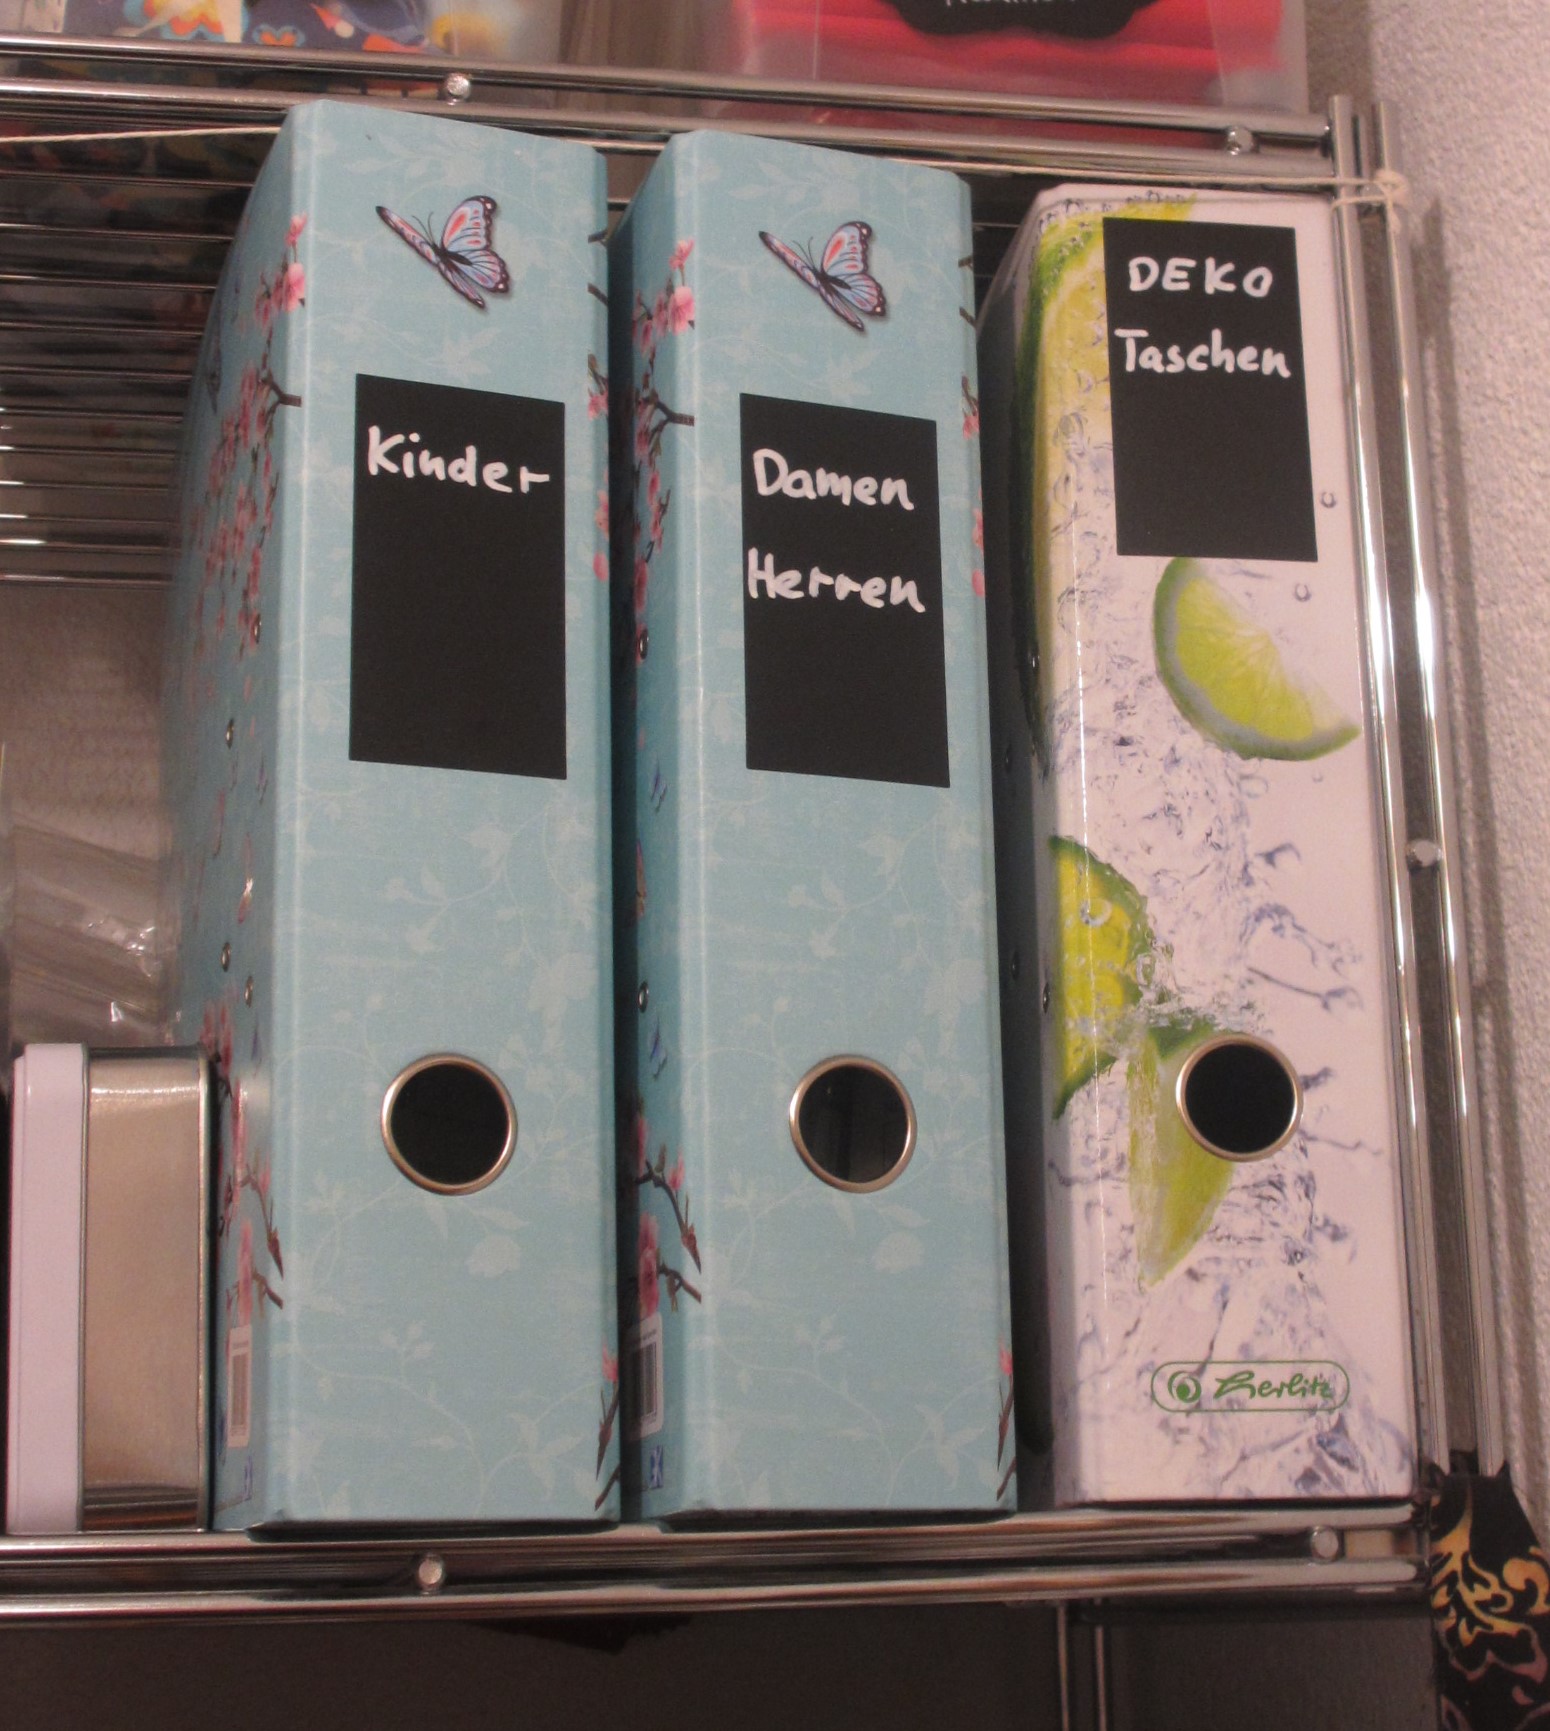 Kinder
Damen
Herren
DEKO
Taschen
herlitz